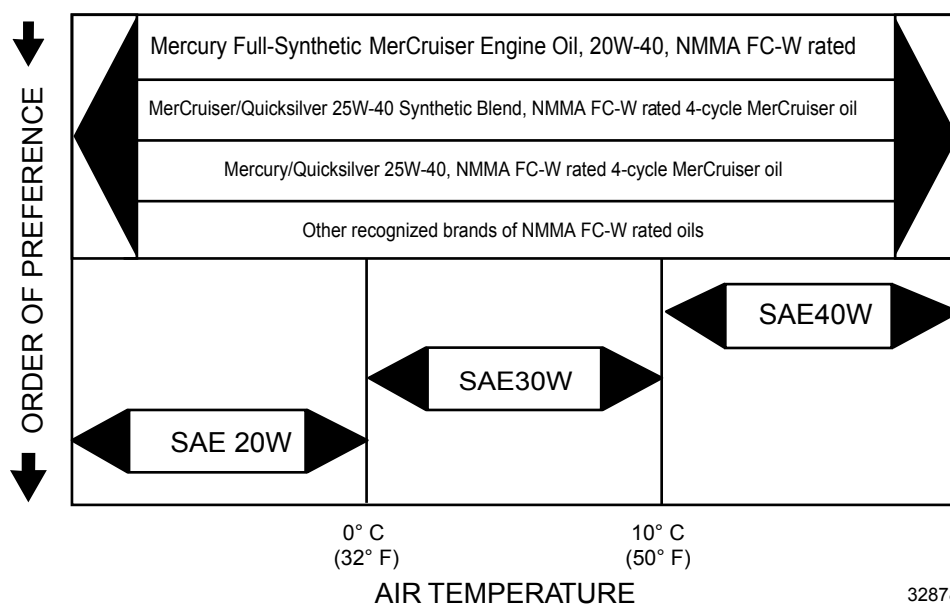 ORDER OF PREFERENCE
Mercury Full-Synthetic MerCruiser Engine Oil, 20W-40, NMMA FC-W rated
MerCruiser/Quicksilver 25W-40 Synthetic Blend, NMMA FC-W rated 4-cycle MerCruiser oil
Mercury/Quicksilver 25W-40, NMMA FC-W rated 4-cycle MerCruiser oil
Other recognized brands of NMMA FC-W rated oils
SAE40W
SAE30W
SAE 20W
0° C
(32° F)
10° C
(50° F)
AIR TEMPERATURE
3287